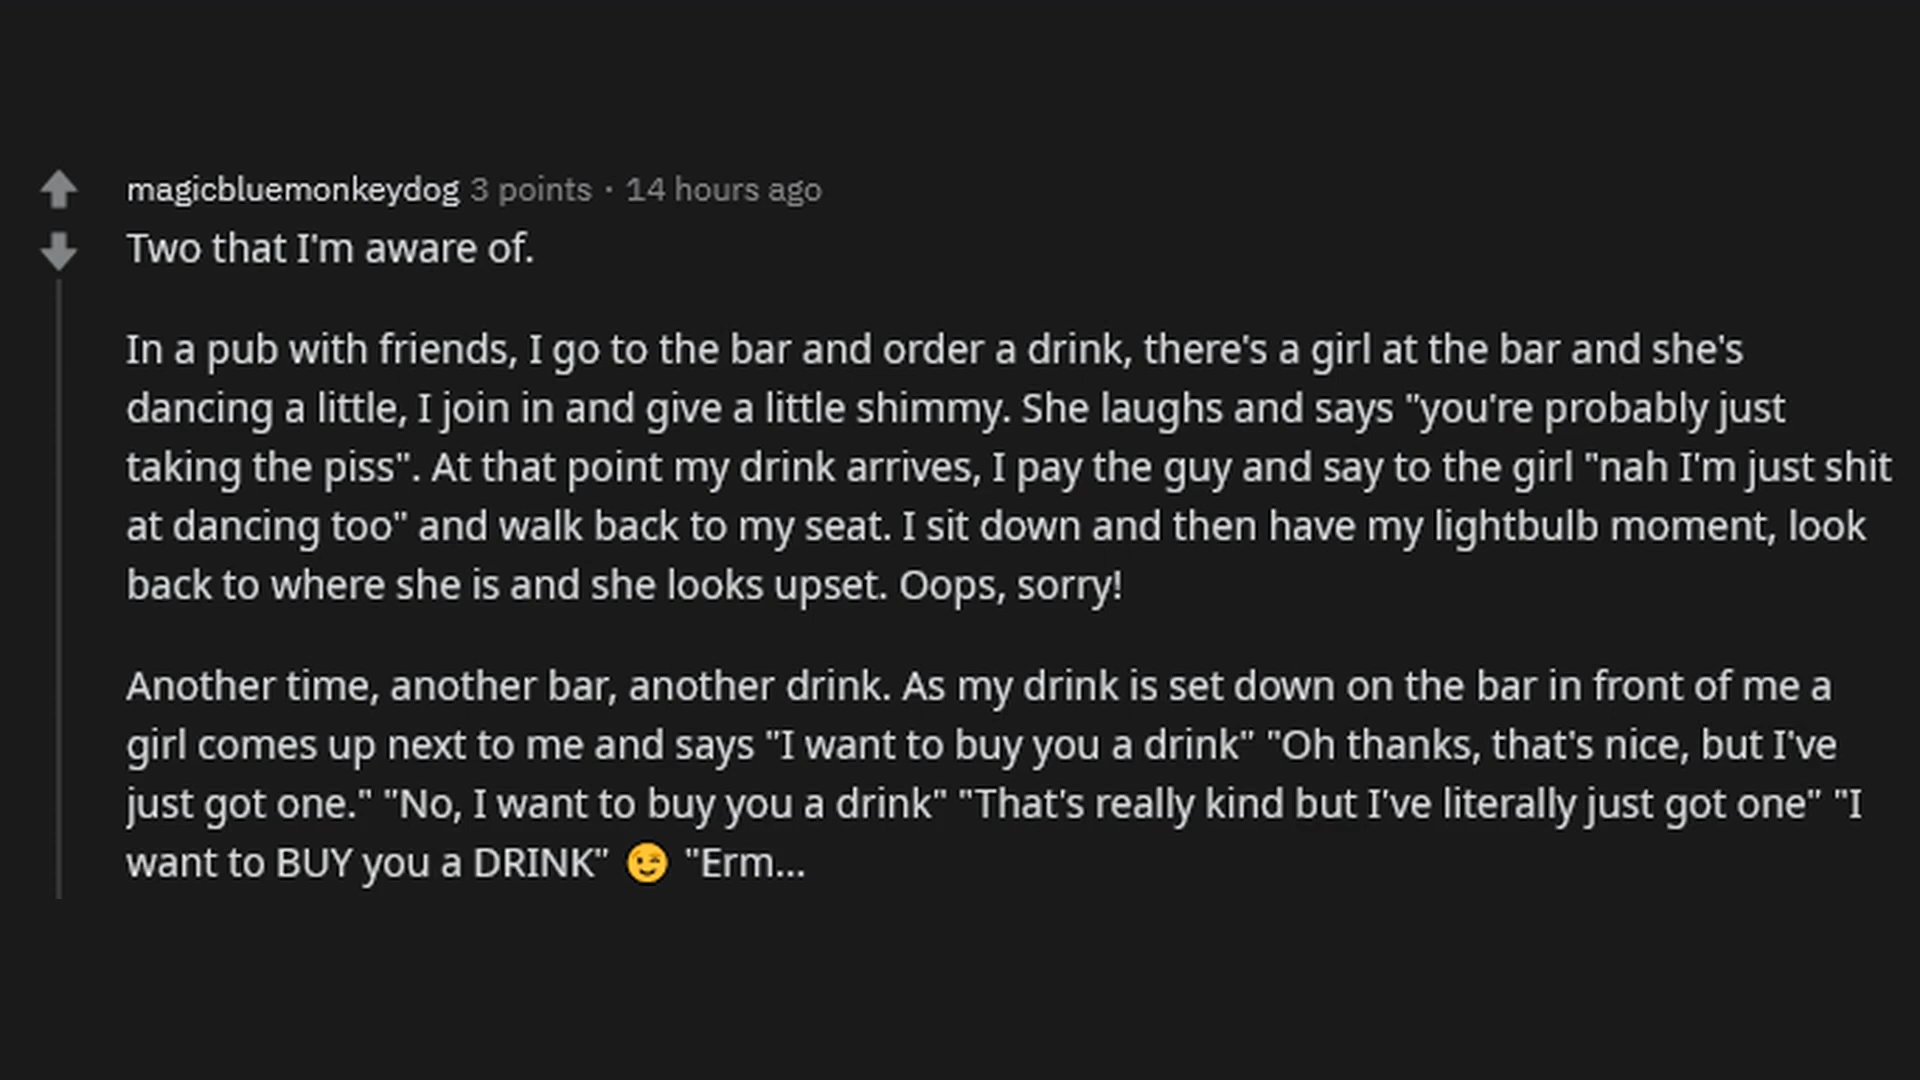 magicbluemonkeydog 3 points · 14 hours ago
Two that I'm aware of.
In a pub with friends, I go to the bar and order a drink, there's a girl at the bar and she's
dancing a little, I join in and give a little shimmy. She laughs and says "you're probably just
taking the piss". At that point my drink arrives, I pay the guy and say to the girl "nah I'm just shit
at dancing too" and walk back to my seat. I sit down and then have my lightbulb moment, look
back to where she is and she looks upset. Oops, sorry!
Another time, another bar, another drink. As my drink is set down on the bar in front of me a
girl comes up next to me and says "I want to buy you a drink" "Oh thanks, that's nice, but I've
just got one." "No, I want to buy you a drink" "That's really kind but I've literally just got one" "I
want to BUY you a DRINK" 😉 "Erm...